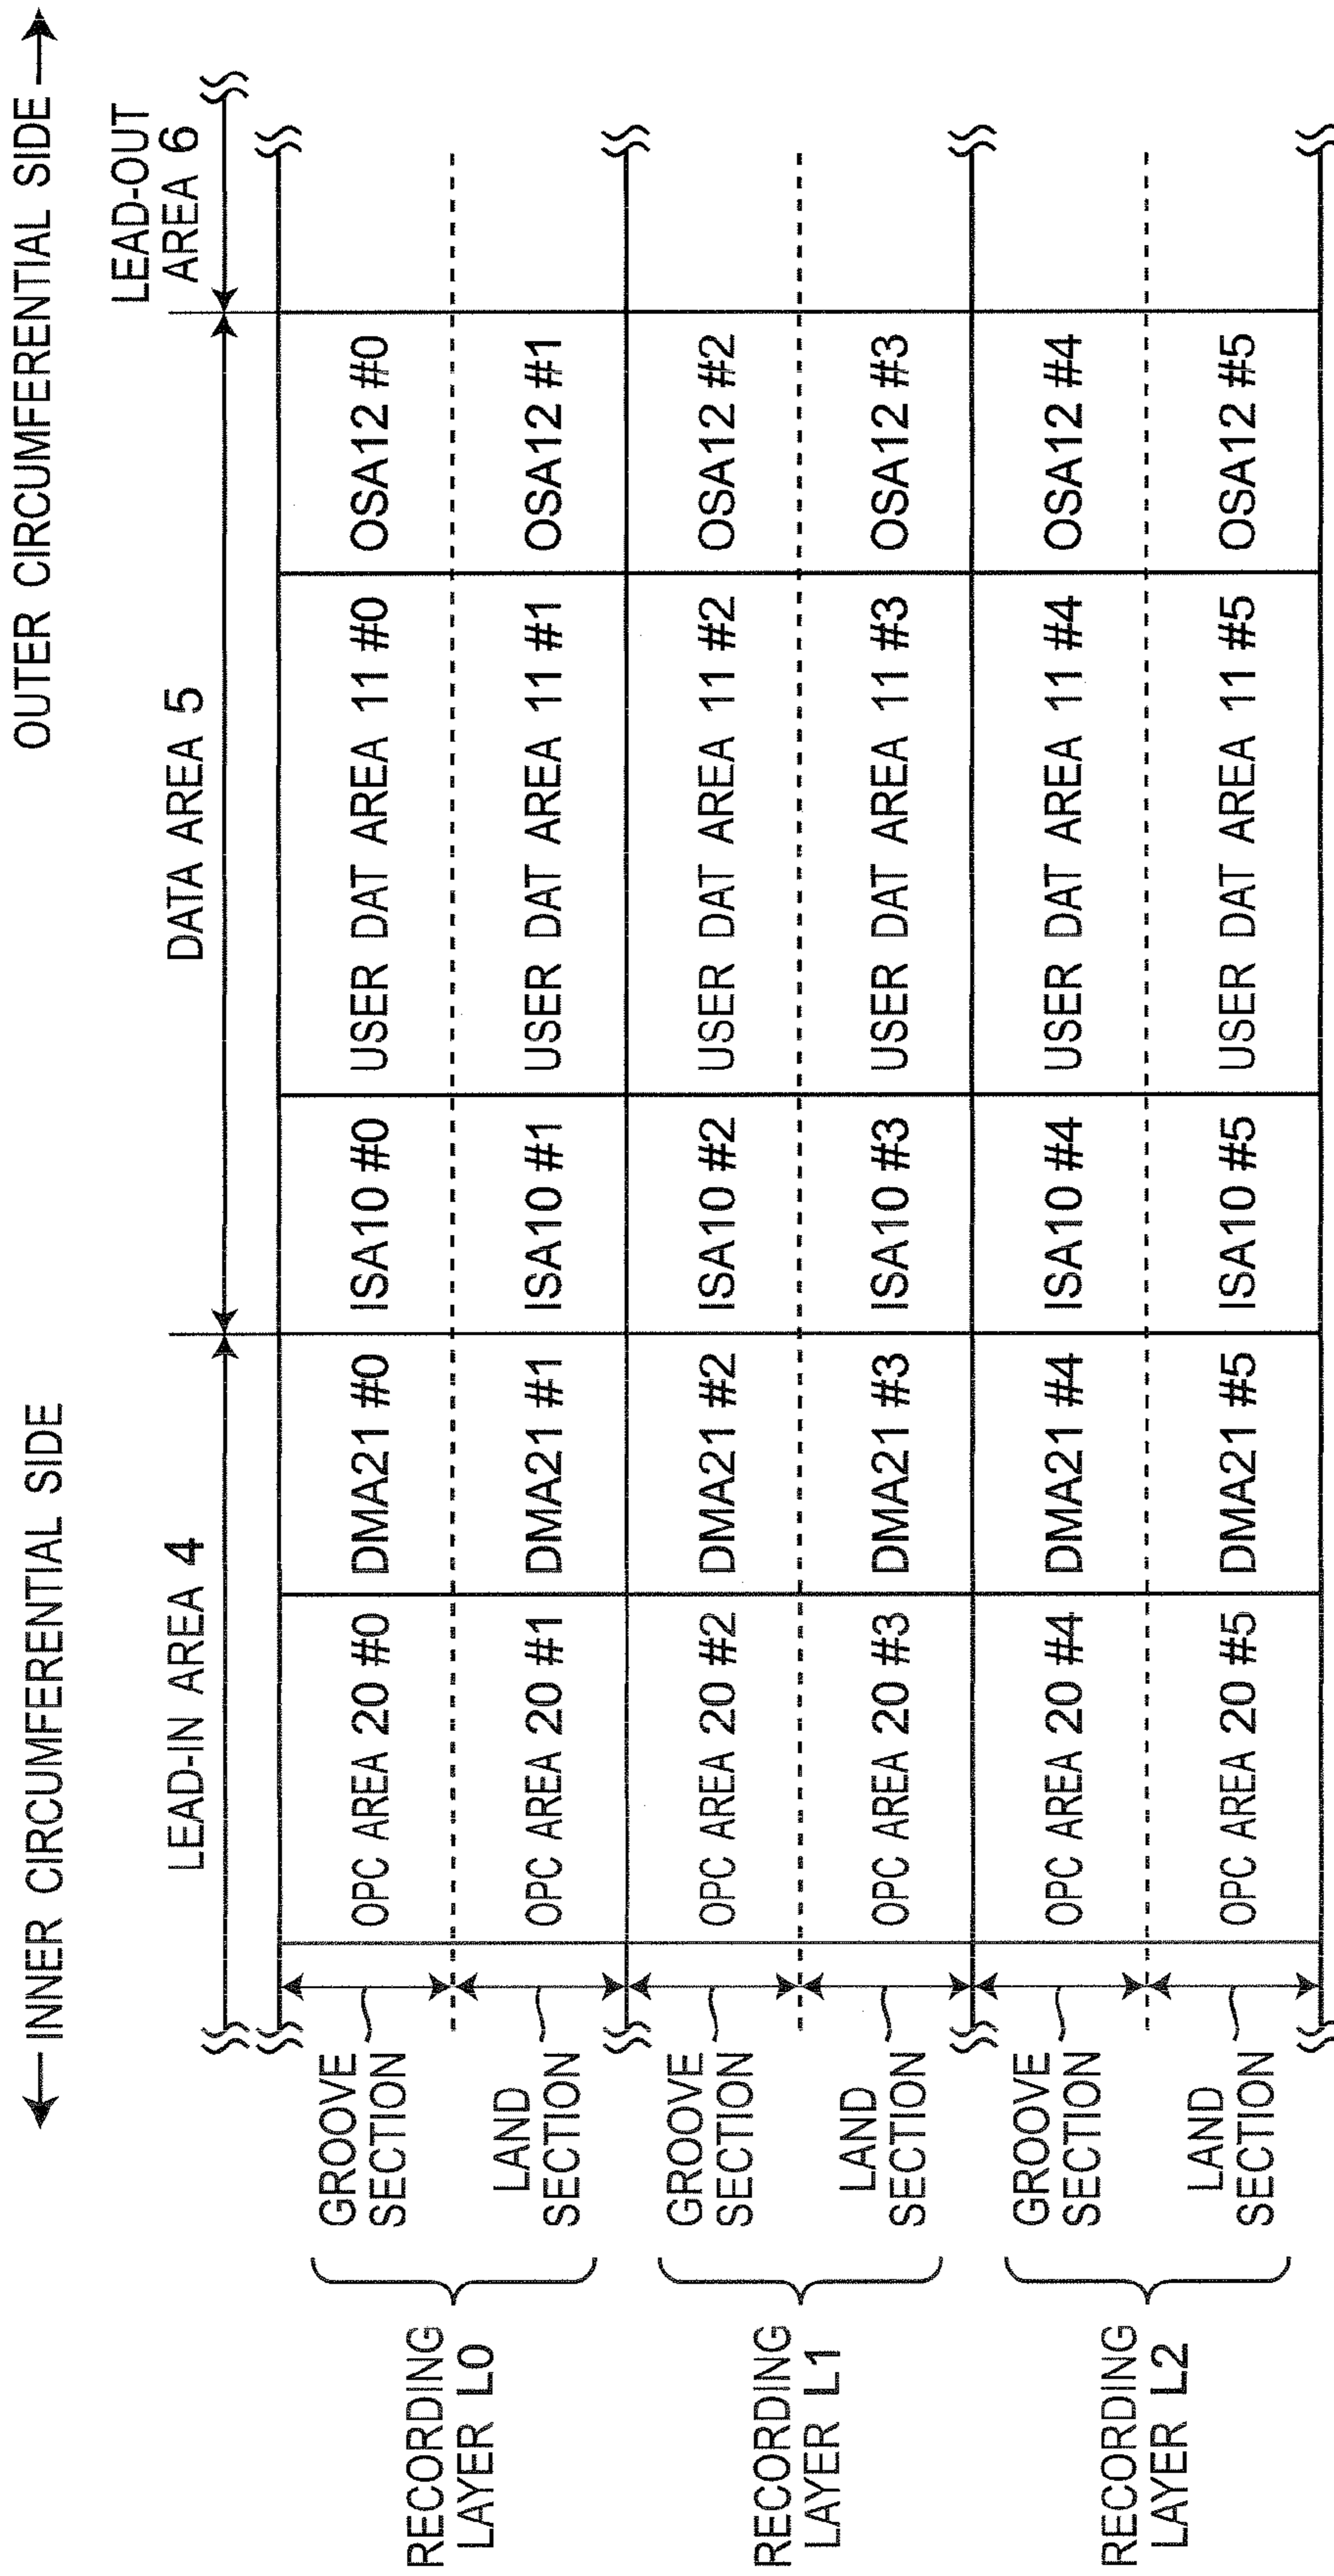 ← INNER CIRCUMFERENTIAL SIDE
OUTER CIRCUMFERENTIAL SIDE →
LEAD-IN AREA 4
DATA AREA 5
LEAD-OUT
AREA 6
RECORDING
LAYER L0
GROOVE
SECTION
OPC AREA 20 #0
DMA21 #0
ISA10 #0
USER DAT AREA 11 #0
OSA12 #0
LAND
SECTION
OPC AREA 20 #1
DMA21 #1
ISA10 #1
USER DAT AREA 11 #1
OSA12 #1
RECORDING
LAYER L1
GROOVE
SECTION
OPC AREA 20 #2
DMA21 #2
ISA10 #2
USER DAT AREA 11 #2
OSA12 #2
LAND
SECTION
OPC AREA 20 #3
DMA21 #3
ISA10 #3
USER DAT AREA 11 #3
OSA12 #3
RECORDING
LAYER L2
GROOVE
SECTION
OPC AREA 20 #4
DMA21 #4
ISA10 #4
USER DAT AREA 11 #4
OSA12 #4
LAND
SECTION
OPC AREA 20 #5
DMA21 #5
ISA10 #5
USER DAT AREA 11 #5
OSA12 #5